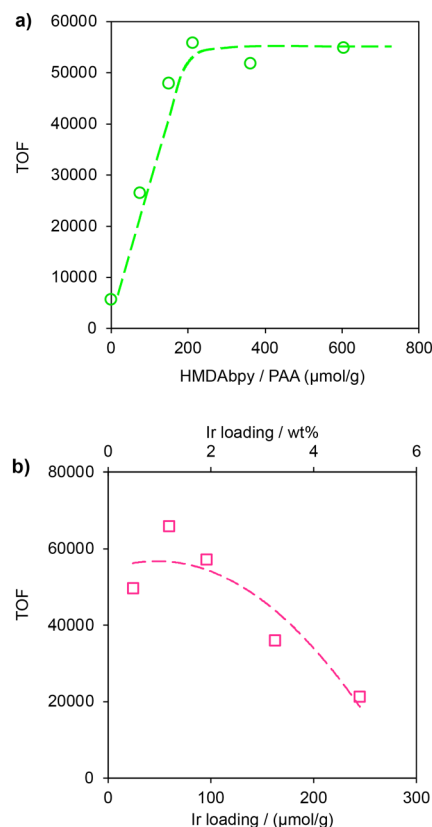 a)
60000
50000
40000
30000
20000
10000
0
TOF
0 200 400 600 800
HMDAbpy / PAA (µmol/g)
b)
Ir loading / wt%
0 2 4 6
80000
60000
40000
20000
0
TOF
0 100 200 300
Ir loading / (µmol/g)